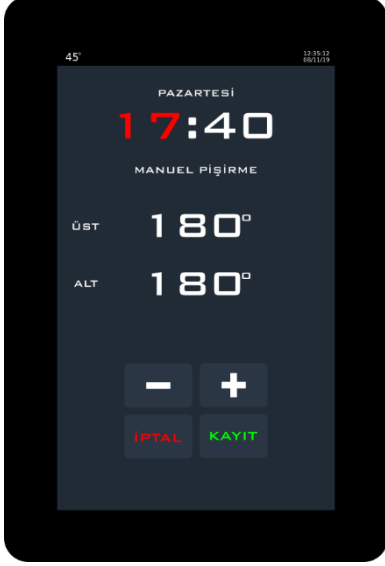 45°
12:35:12
08/11/19
PAZARTESİ
17:40
MANUEL PİŞİRME
ÜST 180°
ALT 180°
- +
İPTAL KAYIT